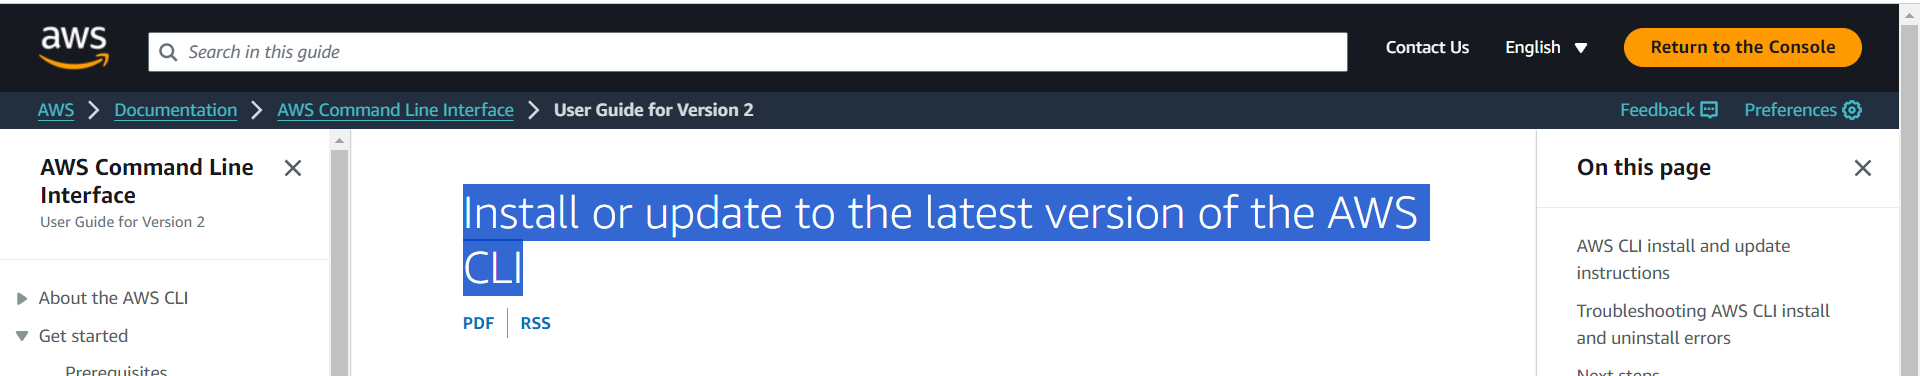 aws
Search in this guide
Contact Us
English
Return to the Console
AWS
Documentation
AWS Command Line Interface
User Guide for Version 2
Feedback
Preferences
AWS Command Line
Interface
User Guide for Version 2
About the AWS CLI
Get started
Prerequisites
Install or update to the latest version of the AWS
CLI
PDF
RSS
On this page
AWS CLI install and update
instructions
Troubleshooting AWS CLI install
and uninstall errors
Next steps